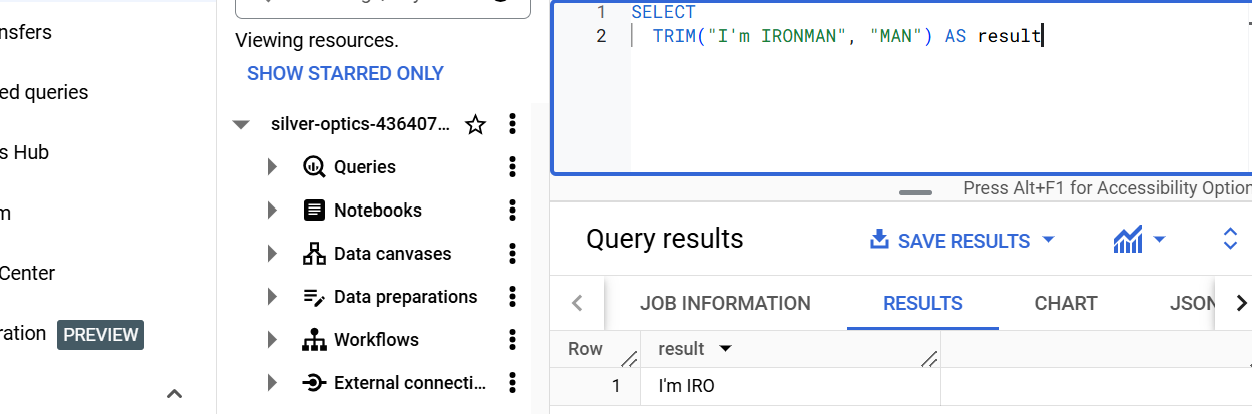 nsfers
ed queries
s Hub
m
Center
ration PREVIEW
Viewing resources.
SHOW STARRED ONLY
silver-optics-436407...
Queries
Notebooks
Data canvases
Data preparations
Workflows
External connecti...
1 SELECT
2 TRIM("I'm IRONMAN", "MAN") AS result
Press Alt+F1 for Accessibility Option
Query results
SAVE RESULTS
JOB INFORMATION RESULTS CHART JSON
Row result
1 I'm IRO